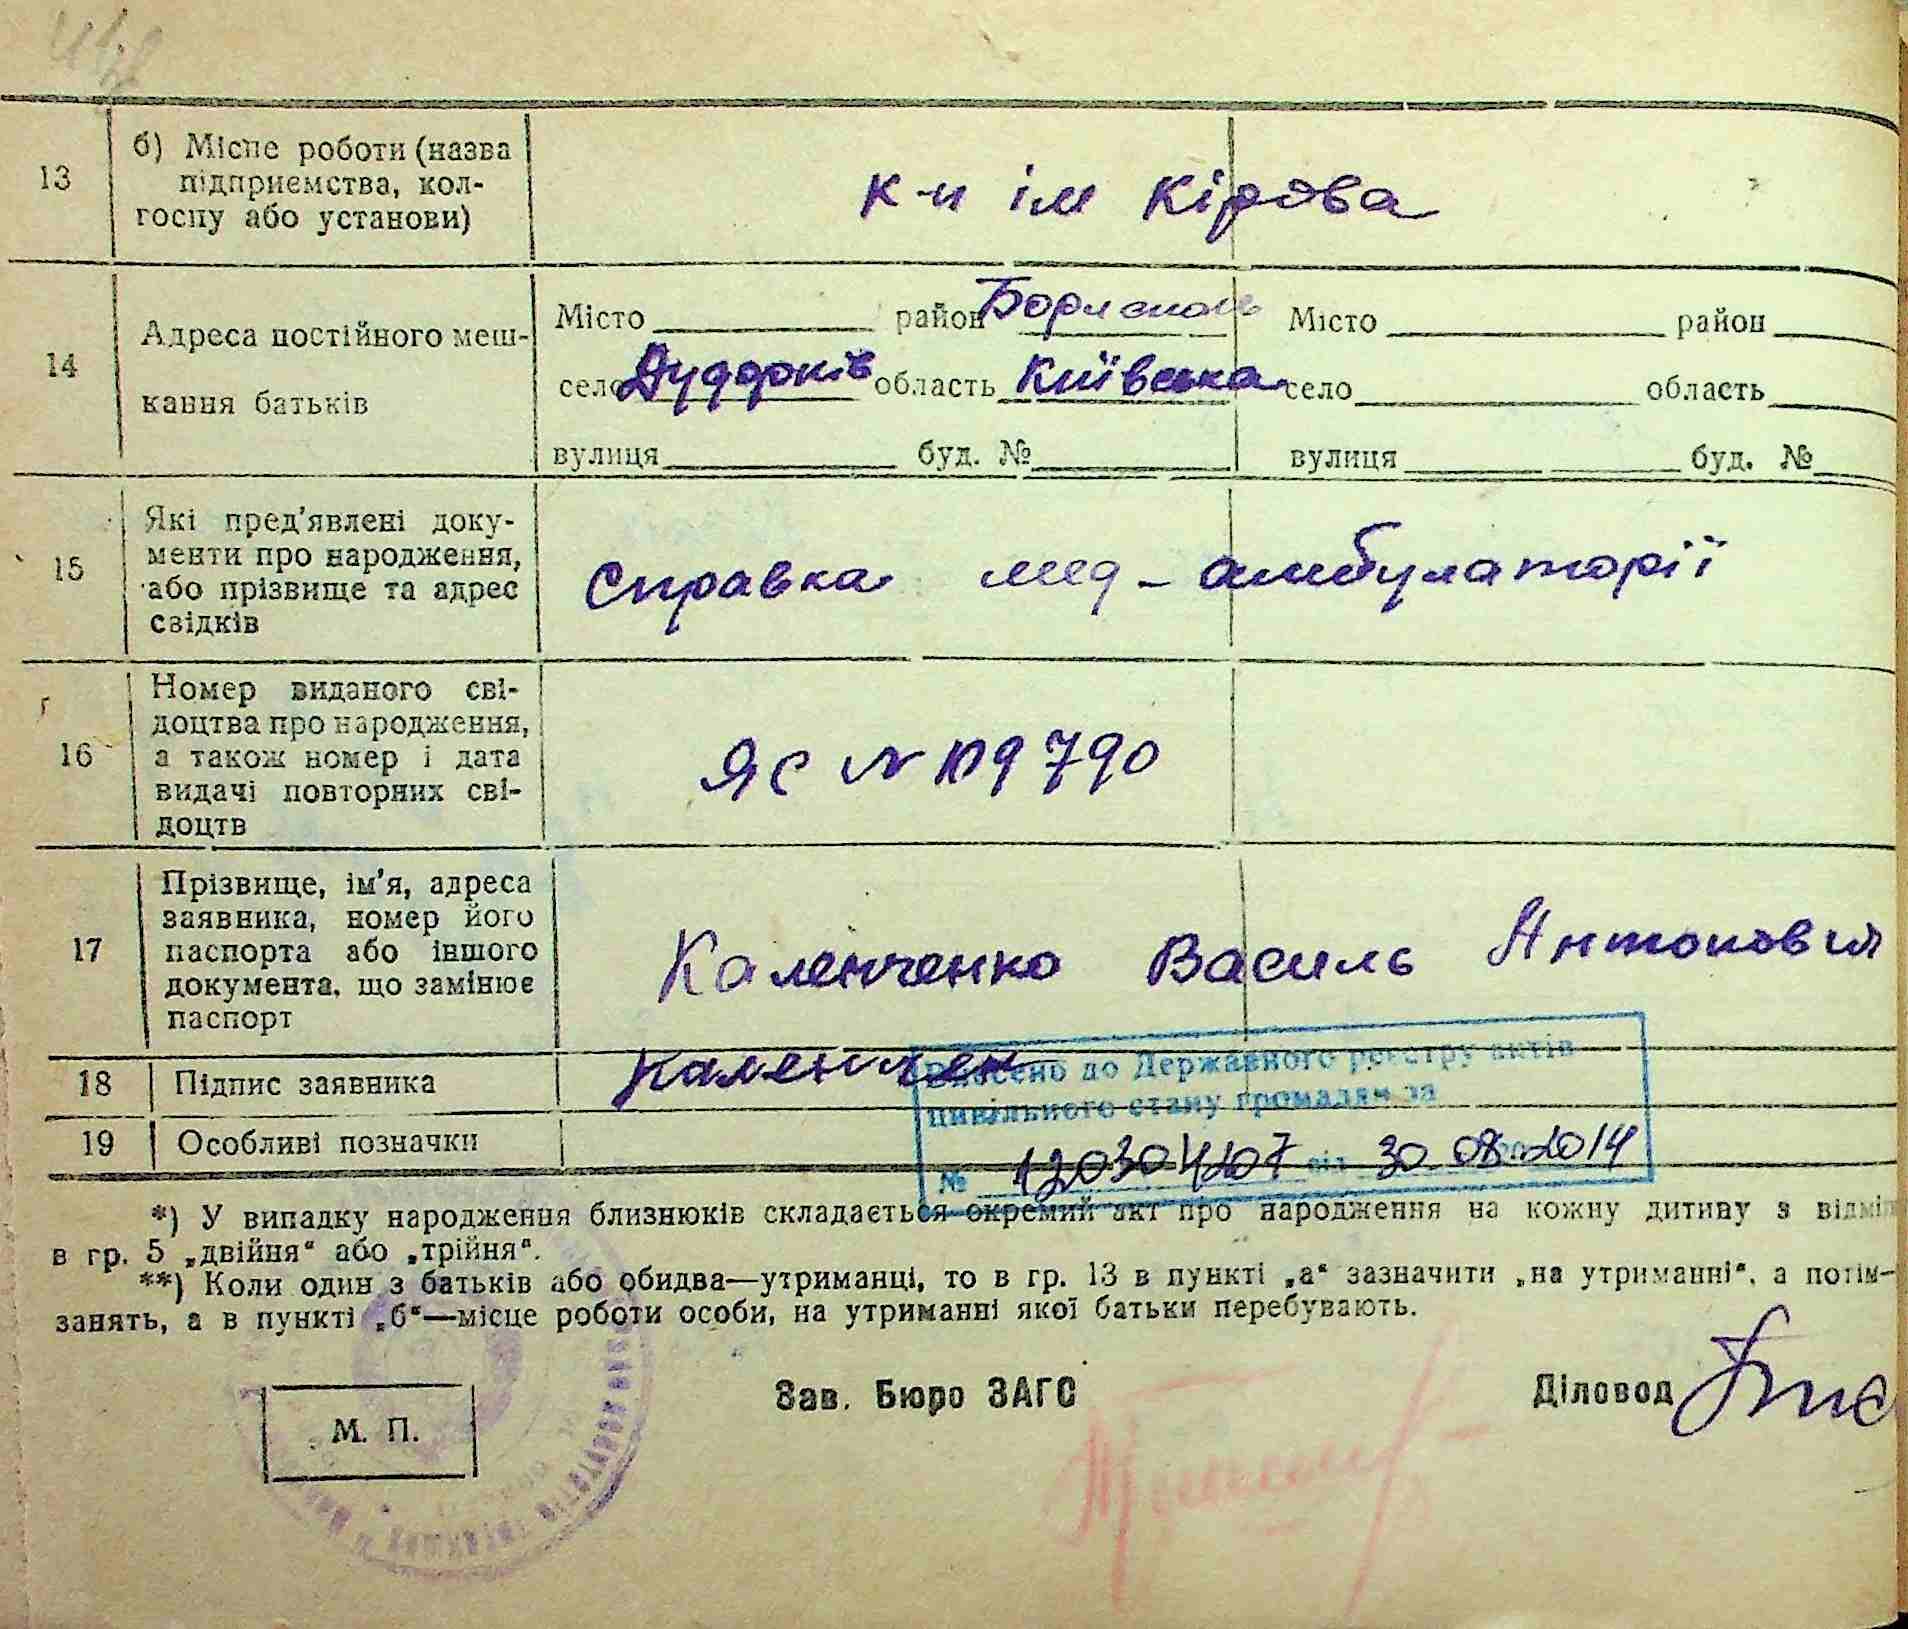 13
б) Місце роботи (назва
підприємства, кол-
госпу або установи)
к-п ім Кірова
14
Адреса постійного меш-
кання батьків
Місто район Борисполь
село Дударків область Київська
вулиця буд. №
Місто район
село область
вулиця буд. №
15
Які пред'явлені доку-
менти про народження,
або прізвище та адрес
свідків
справка мед-амбулаторії
16
Номер виданого сві-
доцтва про народження,
а також номер і дата
видачі повторних сві-
доцтв
ЯС № 109790
17
Прізвище, ім'я, адреса
заявника, номер його
паспорта або іншого
документа, що замінює
паспорт
Каленченко Василь Антонович
18
Підпис заявника
Каленчен
19
Особливі позначки
Внесено до Державного реєстру актів
цивільного стану громадян за
№ від 30.08.2014
*) У випадку народження близнюків складається окремий акт про народження на кожну дитину з відміт
в гр. 5 „двійня“ або „трійня“.
**) Коли один з батьків або обидва—утриманці, то в гр. 13 в пункті „а“ зазначити „на утриманні“, а потім—
занять, а в пункті „б“—місце роботи особи, на утриманні якої батьки перебувають.
М. П.
Зав. Бюро ЗАГС
Діловод